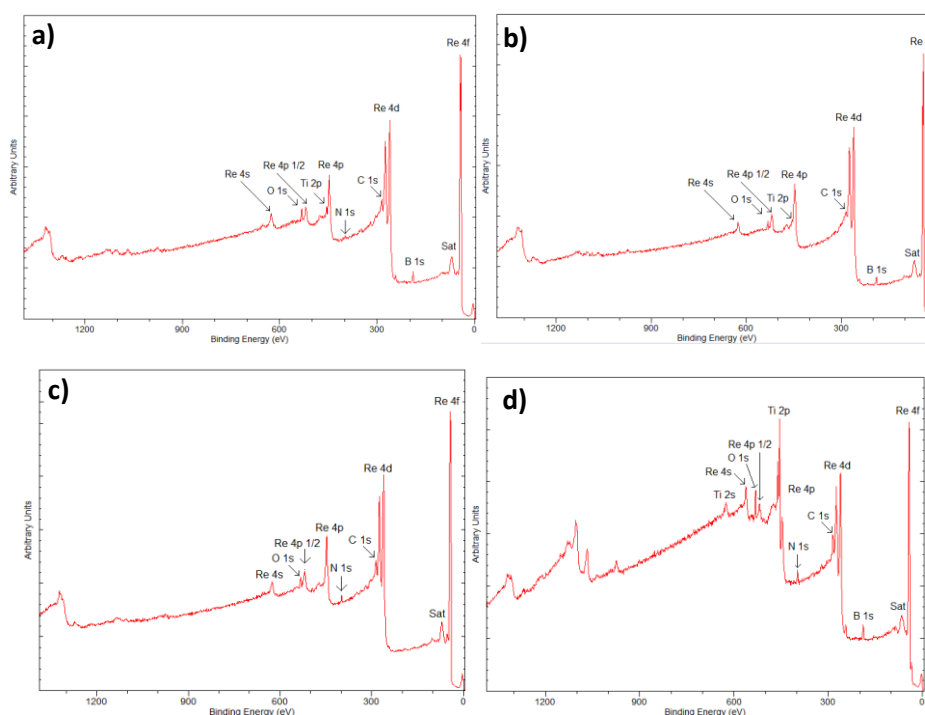 a)
Re 4f
Re 4d
Re 4p 1/2
Re 4p
O 1s
Ti 2p
Re 4s
C 1s
N 1s
Sat
B 1s
Arbitrary Units
1200
900
600
300
0
Binding Energy (eV)
b)
Re
Re 4d
Re 4p 1/2
Re 4p
Re 4s
O 1s
Ti 2p
C 1s
Sat
B 1s
Arbitrary Units
1200
900
600
300
Binding Energy (eV)
c)
Re 4f
Re 4d
Re 4p
C 1s
Re 4p 1/2
O 1s
Re 4s
N 1s
Sat
Arbitrary Units
1200
900
600
300
0
Binding Energy (eV)
d)
Ti 2p
Re 4f
Re 4p 1/2
O 1s
Re 4d
Re 4s
Re 4p
Ti 2s
C 1s
N 1s
B 1s
Sat
Arbitrary Units
1200
900
600
300
0
Binding Energy (eV)